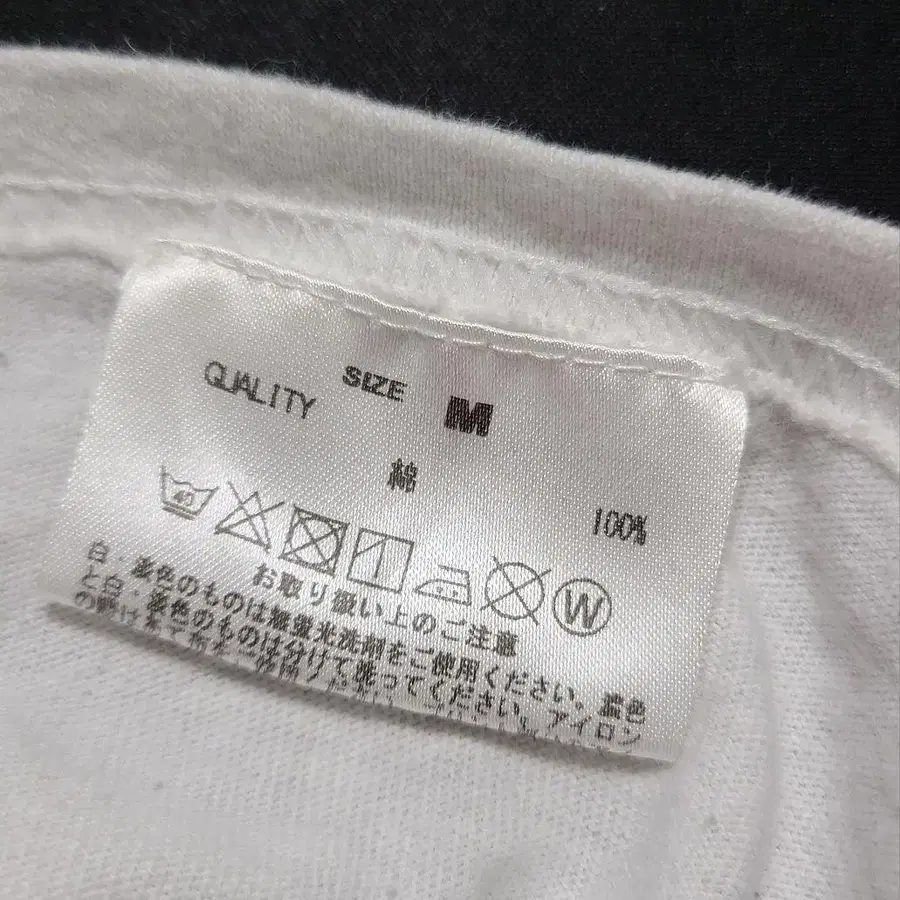 SIZE M
QUALITY
綿 100%
40
W
お取り扱い上のご注意
白・淡色のものは無蛍光洗剤をご使用ください。濃色
と白・淡色のものは分けて洗ってください。アイロン